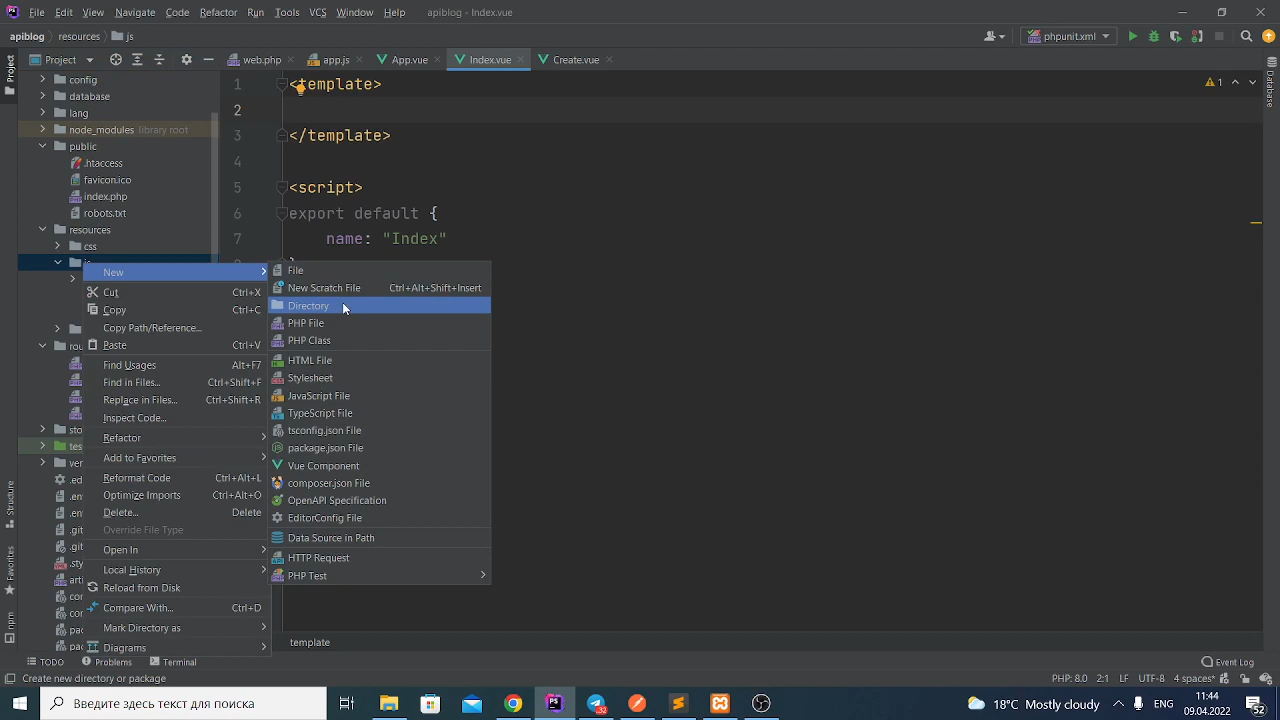 File Edit View Navigate Code Refactor Run Tools VCS Window Help apiblog - Index.vue
apiblog resources js phpunit.xml
Project web.php app.js App.vue Index.vue Create.vue
Project
Structure
Favorites
npm
Database
config
database
lang
node_modules library root
public
.htaccess
favicon.ico
index.php
robots.txt
resources
css
1 <template>
2
3 </template>
4
5 <script>
6 export default {
7 name: "Index"
1
New
Cut Ctrl+X
Copy Ctrl+C
Copy Path/Reference...
Paste Ctrl+V
Find Usages Alt+F7
Find in Files... Ctrl+Shift+F
Replace in Files... Ctrl+Shift+R
Inspect Code...
Refactor
Add to Favorites
Reformat Code Ctrl+Alt+L
Optimize Imports Ctrl+Alt+O
Delete... Delete
Override File Type
Open In
Local History
Reload from Disk
Compare With... Ctrl+D
Mark Directory as
Diagrams
File
New Scratch File Ctrl+Alt+Shift+Insert
Directory
PHP File
PHP Class
HTML File
Stylesheet
JavaScript File
TypeScript File
tsconfig.json File
package.json File
Vue Component
composer.json File
OpenAPI Specification
EditorConfig File
Data Source in Path
HTTP Request
PHP Test
template
TODO Problems Terminal Event Log
Create new directory or package PHP: 8.0 2:1 LF UTF-8 4 spaces
Чтобы начать поиск, введите здесь текст для поиска